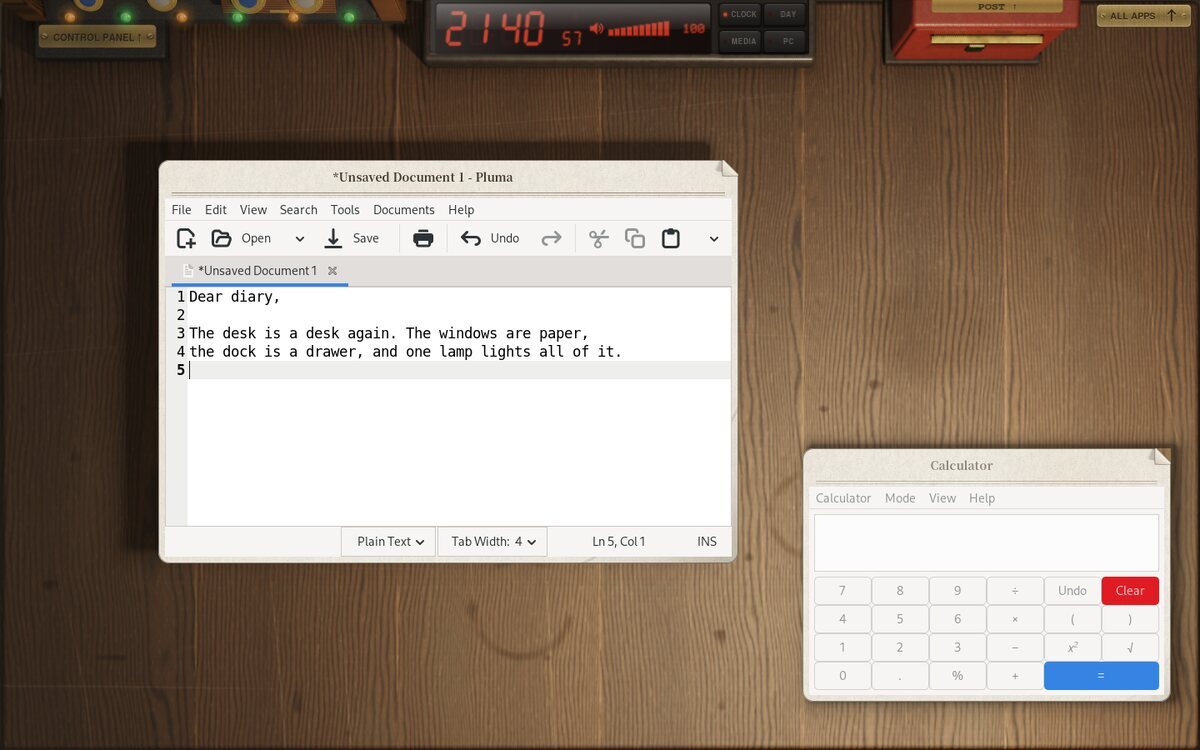 CONTROL PANEL ↑
21 40 57 100
CLOCK DAY
MEDIA PC
POST ↑
ALL APPS ↑
*Unsaved Document 1 - Pluma
File Edit View Search Tools Documents Help
Open Save Undo
*Unsaved Document 1
1 Dear diary,
2
3 The desk is a desk again. The windows are paper,
4 the dock is a drawer, and one lamp lights all of it.
5
Plain Text Tab Width: 4 Ln 5, Col 1 INS
Calculator
Calculator Mode View Help
7 8 9 ÷ Undo Clear
4 5 6 × ( )
1 2 3 − x² √
0 . % + =